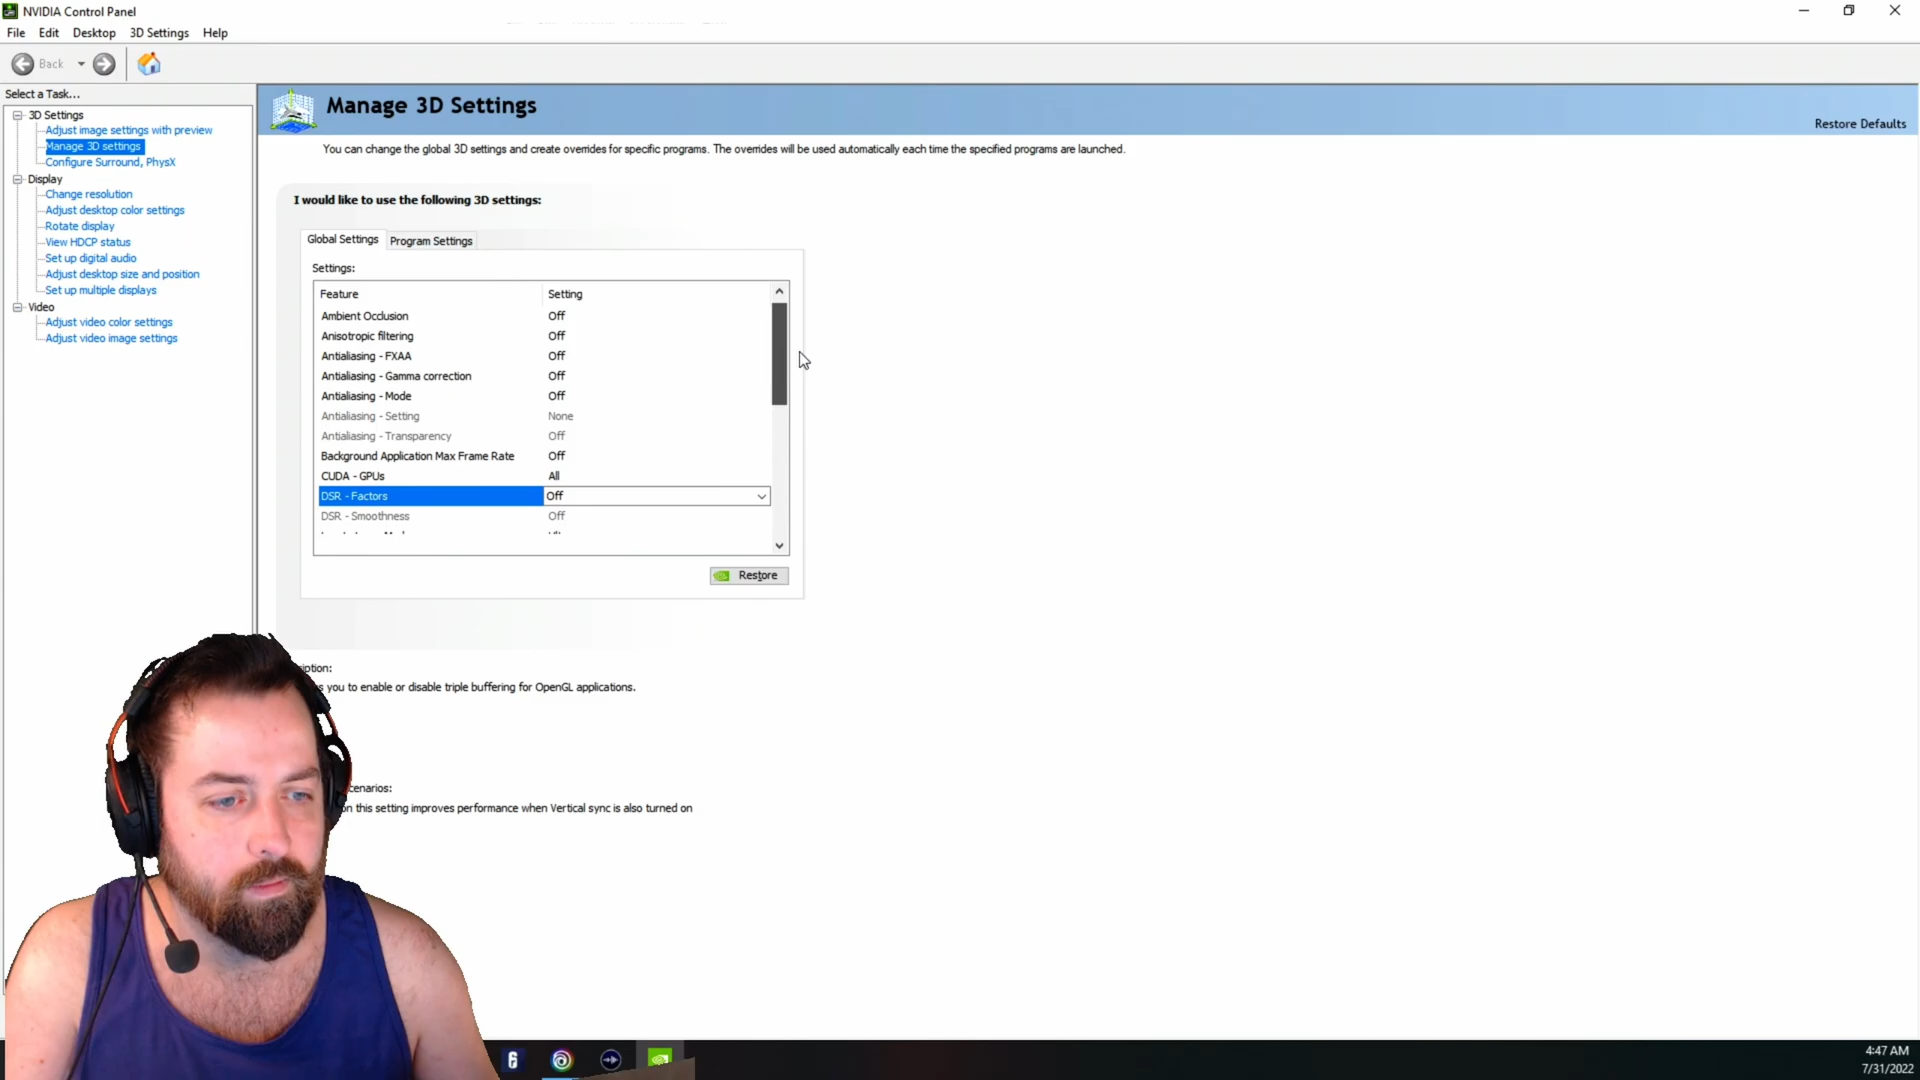 NVIDIA Control Panel
File Edit Desktop 3D Settings Help
Back
Select a Task...
3D Settings
Adjust image settings with preview
Manage 3D settings
Configure Surround, PhysX
Display
Change resolution
Adjust desktop color settings
Rotate display
View HDCP status
Set up digital audio
Adjust desktop size and position
Set up multiple displays
Video
Adjust video color settings
Adjust video image settings
Manage 3D Settings
Restore Defaults
You can change the global 3D settings and create overrides for specific programs. The overrides will be used automatically each time the specified programs are launched.
I would like to use the following 3D settings:
Global Settings Program Settings
Settings:
Feature Setting
Ambient Occlusion Off
Anisotropic filtering Off
Antialiasing - FXAA Off
Antialiasing - Gamma correction Off
Antialiasing - Mode Off
Antialiasing - Setting None
Antialiasing - Transparency Off
Background Application Max Frame Rate Off
CUDA - GPUs All
DSR - Factors Off
DSR - Smoothness Off
Restore
you to enable or disable triple buffering for OpenGL applications.
on this setting improves performance when Vertical sync is also turned on
6
4:47 AM
7/31/2022